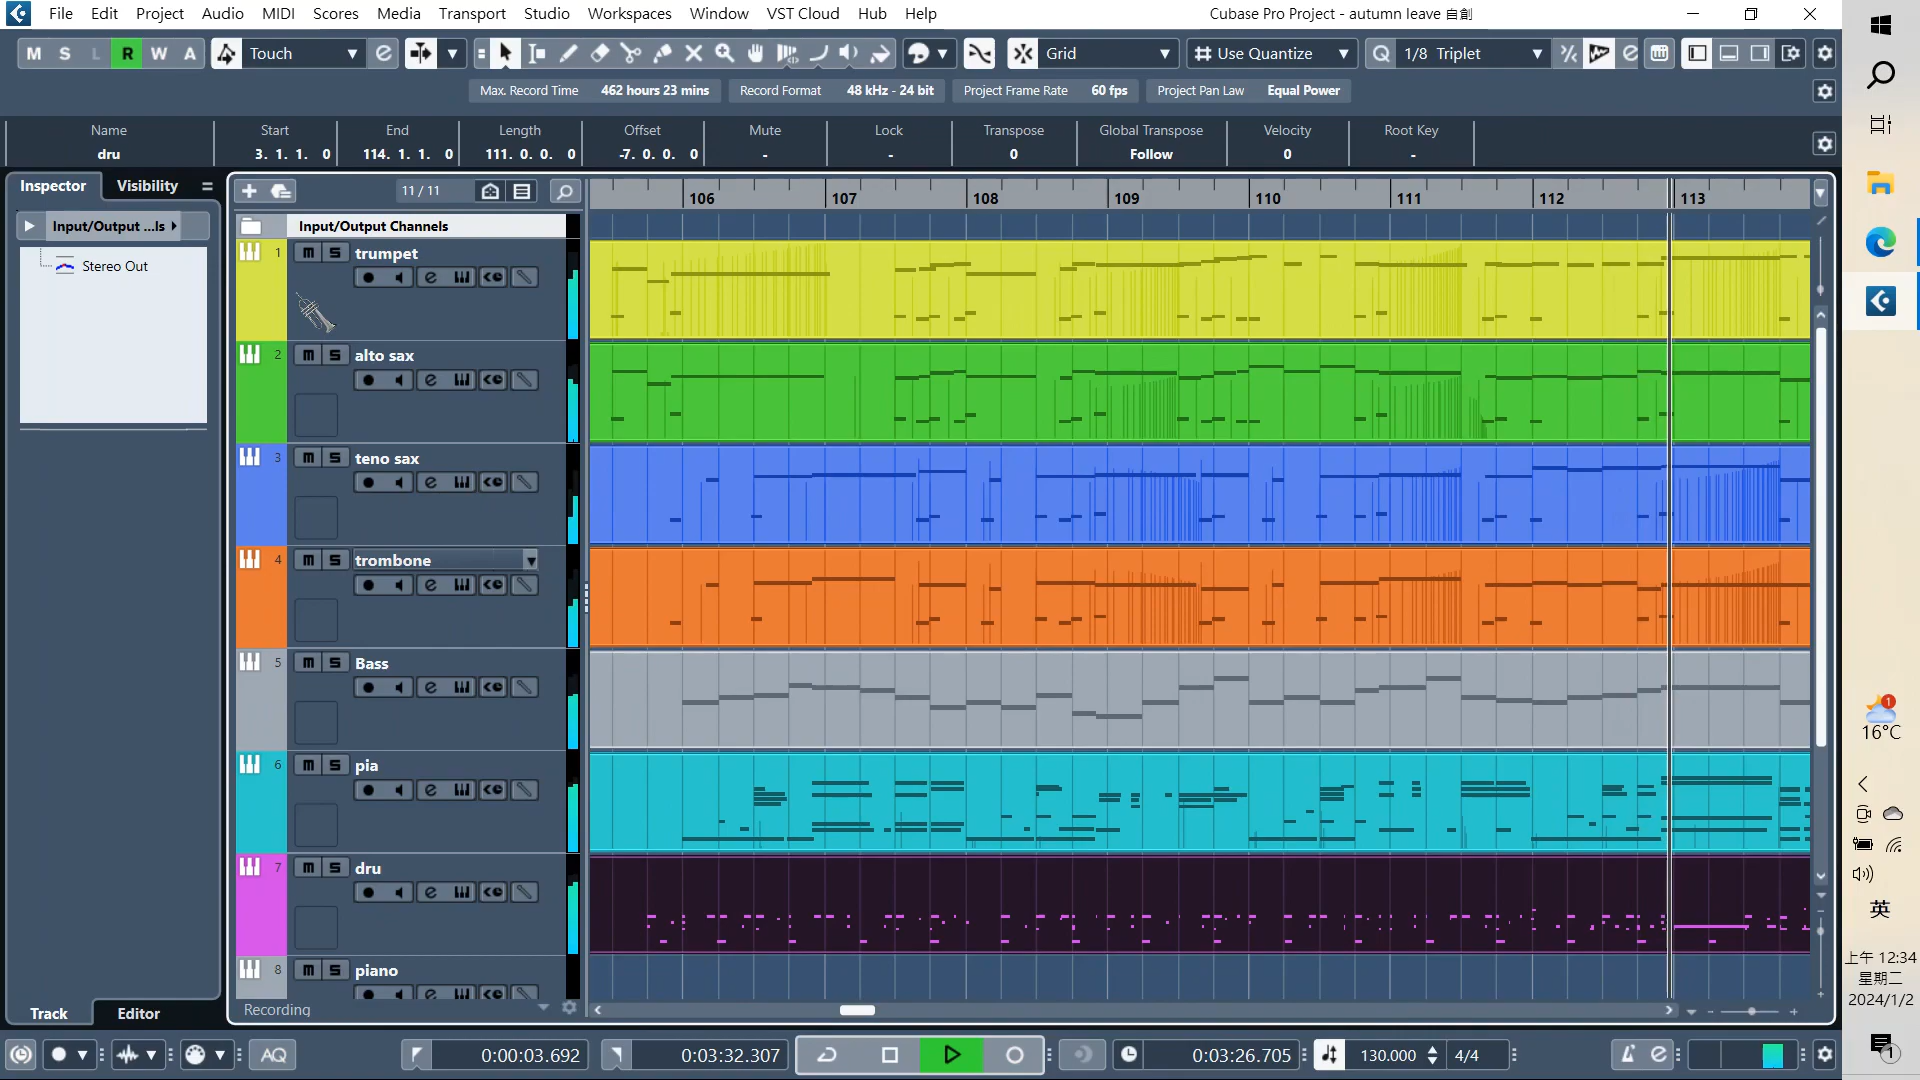 File Edit Project Audio MIDI Scores Media Transport Studio Workspaces Window VST Cloud Hub Help
Cubase Pro Project - autumn leave 自創
M S L R W A Touch Grid Use Quantize Q 1/8 Triplet
Max. Record Time 462 hours 23 mins Record Format 48 kHz - 24 bit Project Frame Rate 60 fps Project Pan Law Equal Power
Name Start End Length Offset Mute Lock Transpose Global Transpose Velocity Root Key
dru 3. 1. 1. 0 114. 1. 1. 0 111. 0. 0. 0 -7. 0. 0. 0 - - 0 Follow 0 -
Inspector Visibility
11 / 11
106 107 108 109 110 111 112 113
Input/Output ...ls
Stereo Out
Input/Output Channels
1 M S trumpet
2 M S alto sax
3 M S teno sax
4 M S trombone
5 M S Bass
6 M S pia
7 M S dru
8 M S piano
Recording
Track Editor
AQ 0:00:03.692 0:03:32.307 0:03:26.705 130.000 4/4
1
16°C
英
上午 12:34
星期二
2024/1/2
1